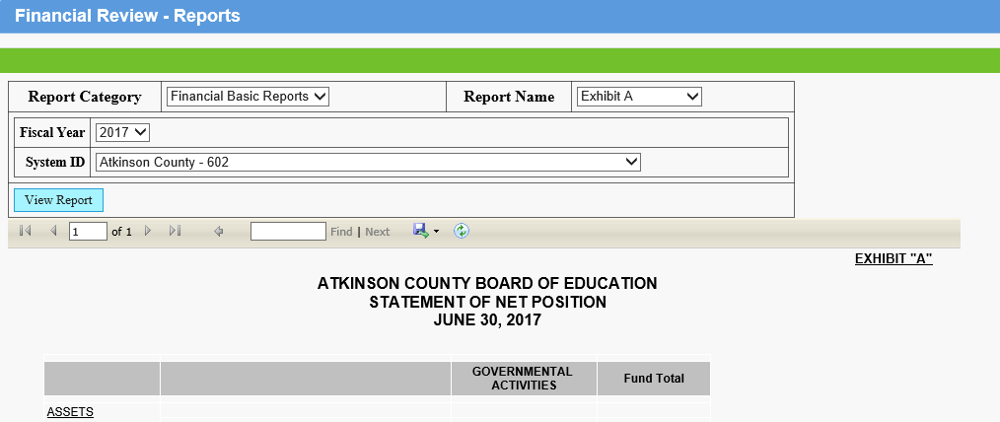 Financial Review - Reports
Report Category Financial Basic Reports Report Name Exhibit A
Fiscal Year 2017
System ID Atkinson County - 602
View Report
1 of 1 Find | Next
EXHIBIT "A"
ATKINSON COUNTY BOARD OF EDUCATION
STATEMENT OF NET POSITION
JUNE 30, 2017
GOVERNMENTAL
ACTIVITIES Fund Total
ASSETS